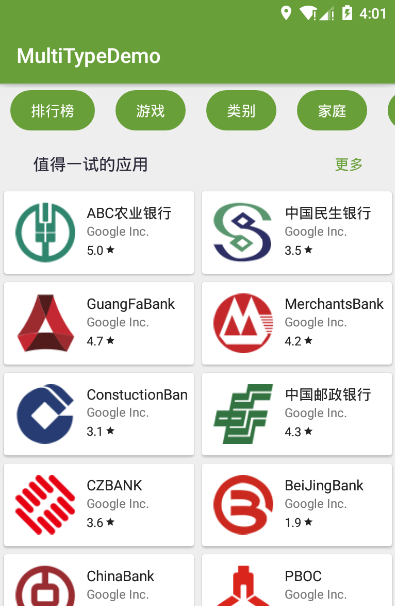 4:01
MultiTypeDemo
排行榜 游戏 类别 家庭
值得一试的应用 更多
ABC农业银行 中国民生银行
Google Inc. Google Inc.
5.0 ★ 3.5 ★
GuangFaBank MerchantsBank
Google Inc. Google Inc.
4.7 ★ 4.2 ★
ConstuctionBan 中国邮政银行
Google Inc. Google Inc.
3.1 ★ 4.3 ★
CZBANK BeiJingBank
Google Inc. Google Inc.
3.6 ★ 1.9 ★
ChinaBank PBOC
Google Inc. Google Inc.